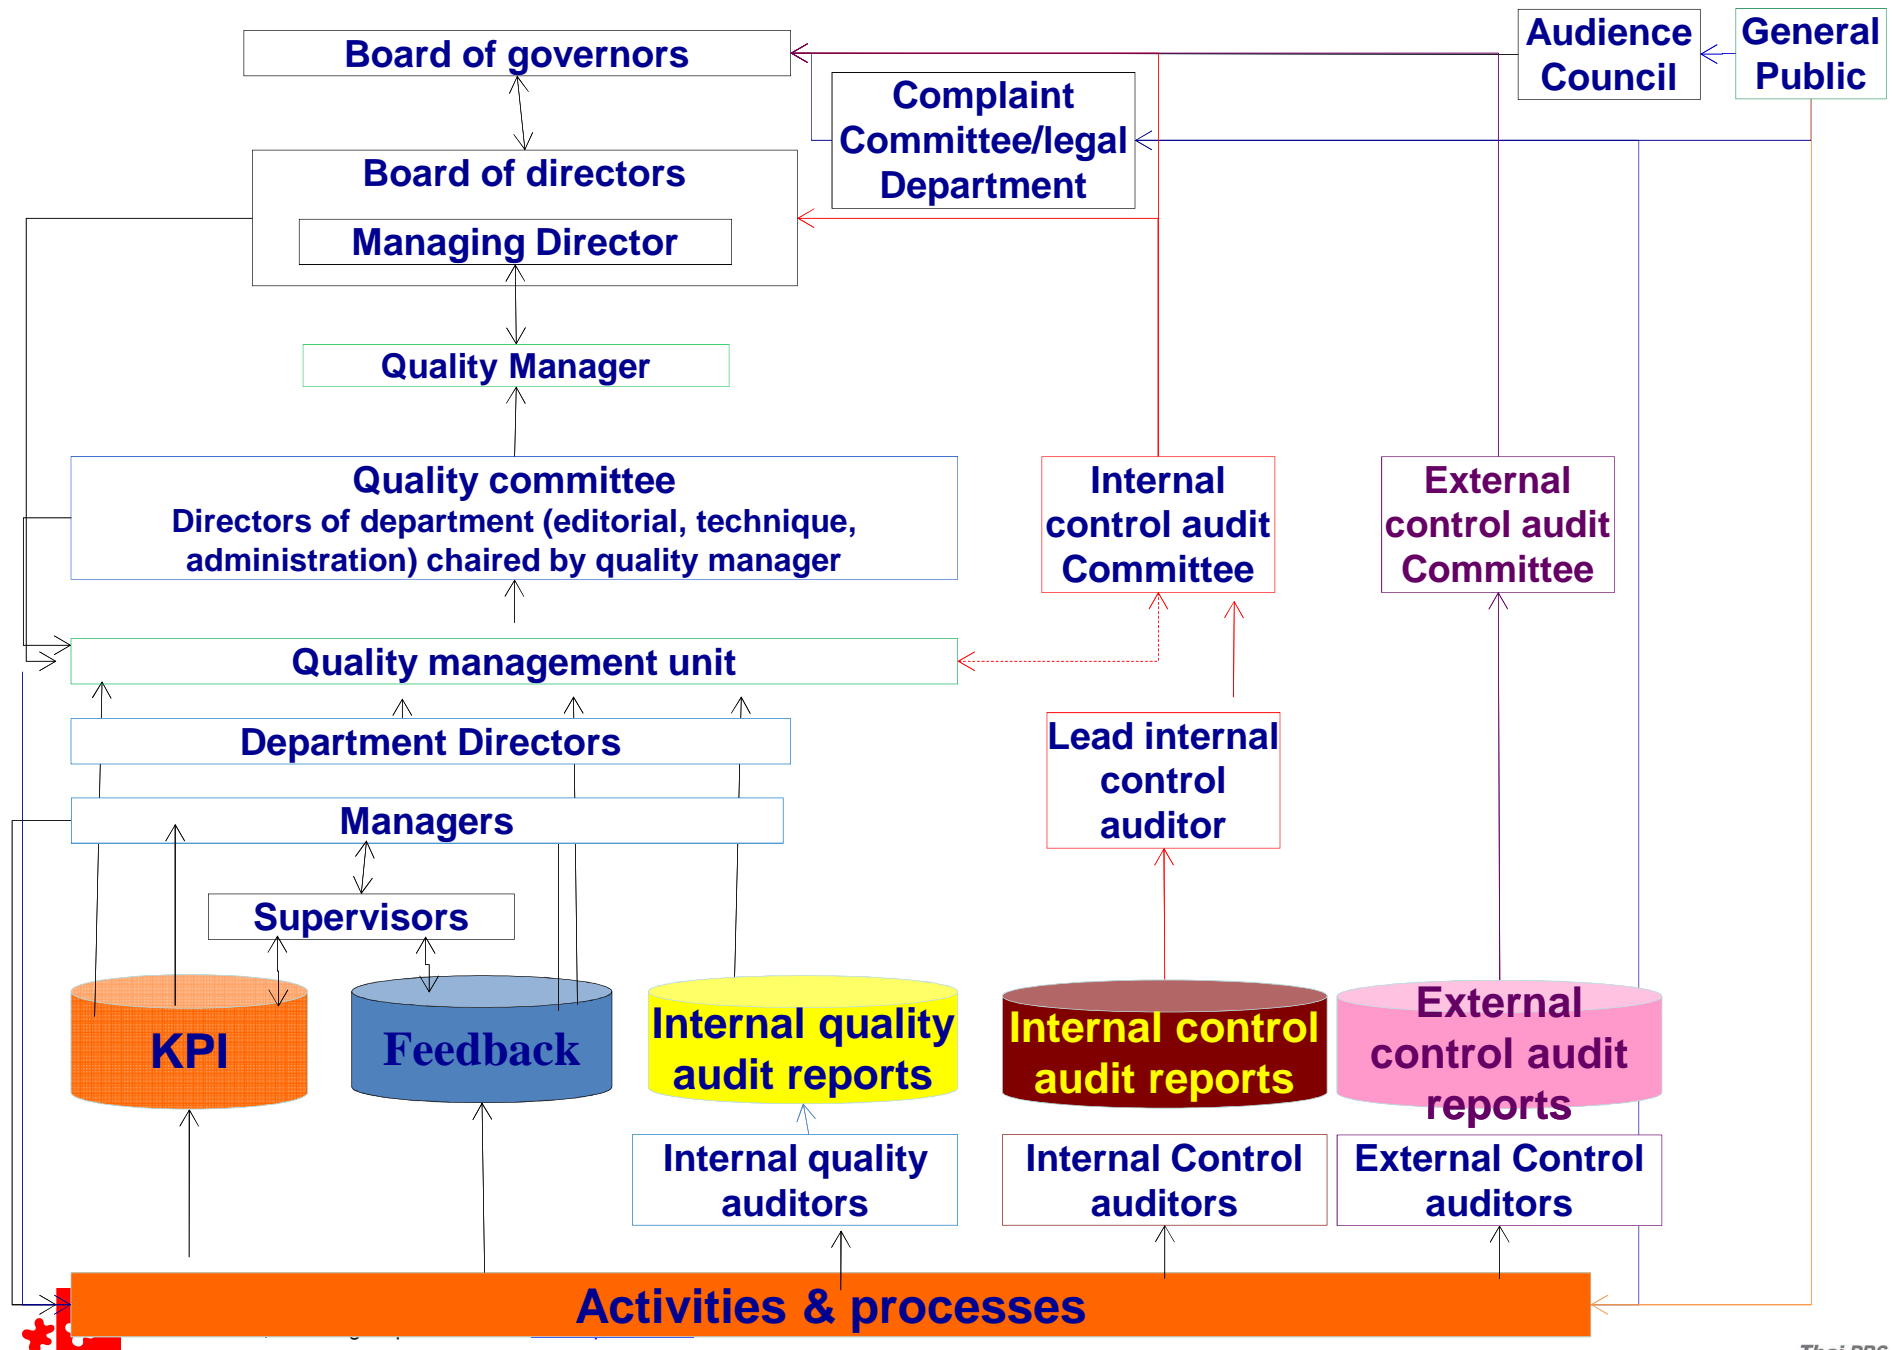 Board of governors
Audience
Council
General
Public
Complaint
Committee/legal
Department
Board of directors
Managing Director
Quality Manager
Quality committee
Directors of department (editorial, technique,
administration) chaired by quality manager
Internal
control audit
Committee
External
control audit
Committee
Quality management unit
Department Directors
Lead internal
control
auditor
Managers
Supervisors
KPI
Feedback
Internal quality
audit reports
Internal control
audit reports
External
control audit
reports
Internal quality
auditors
Internal Control
auditors
External Control
auditors
Activities & processes